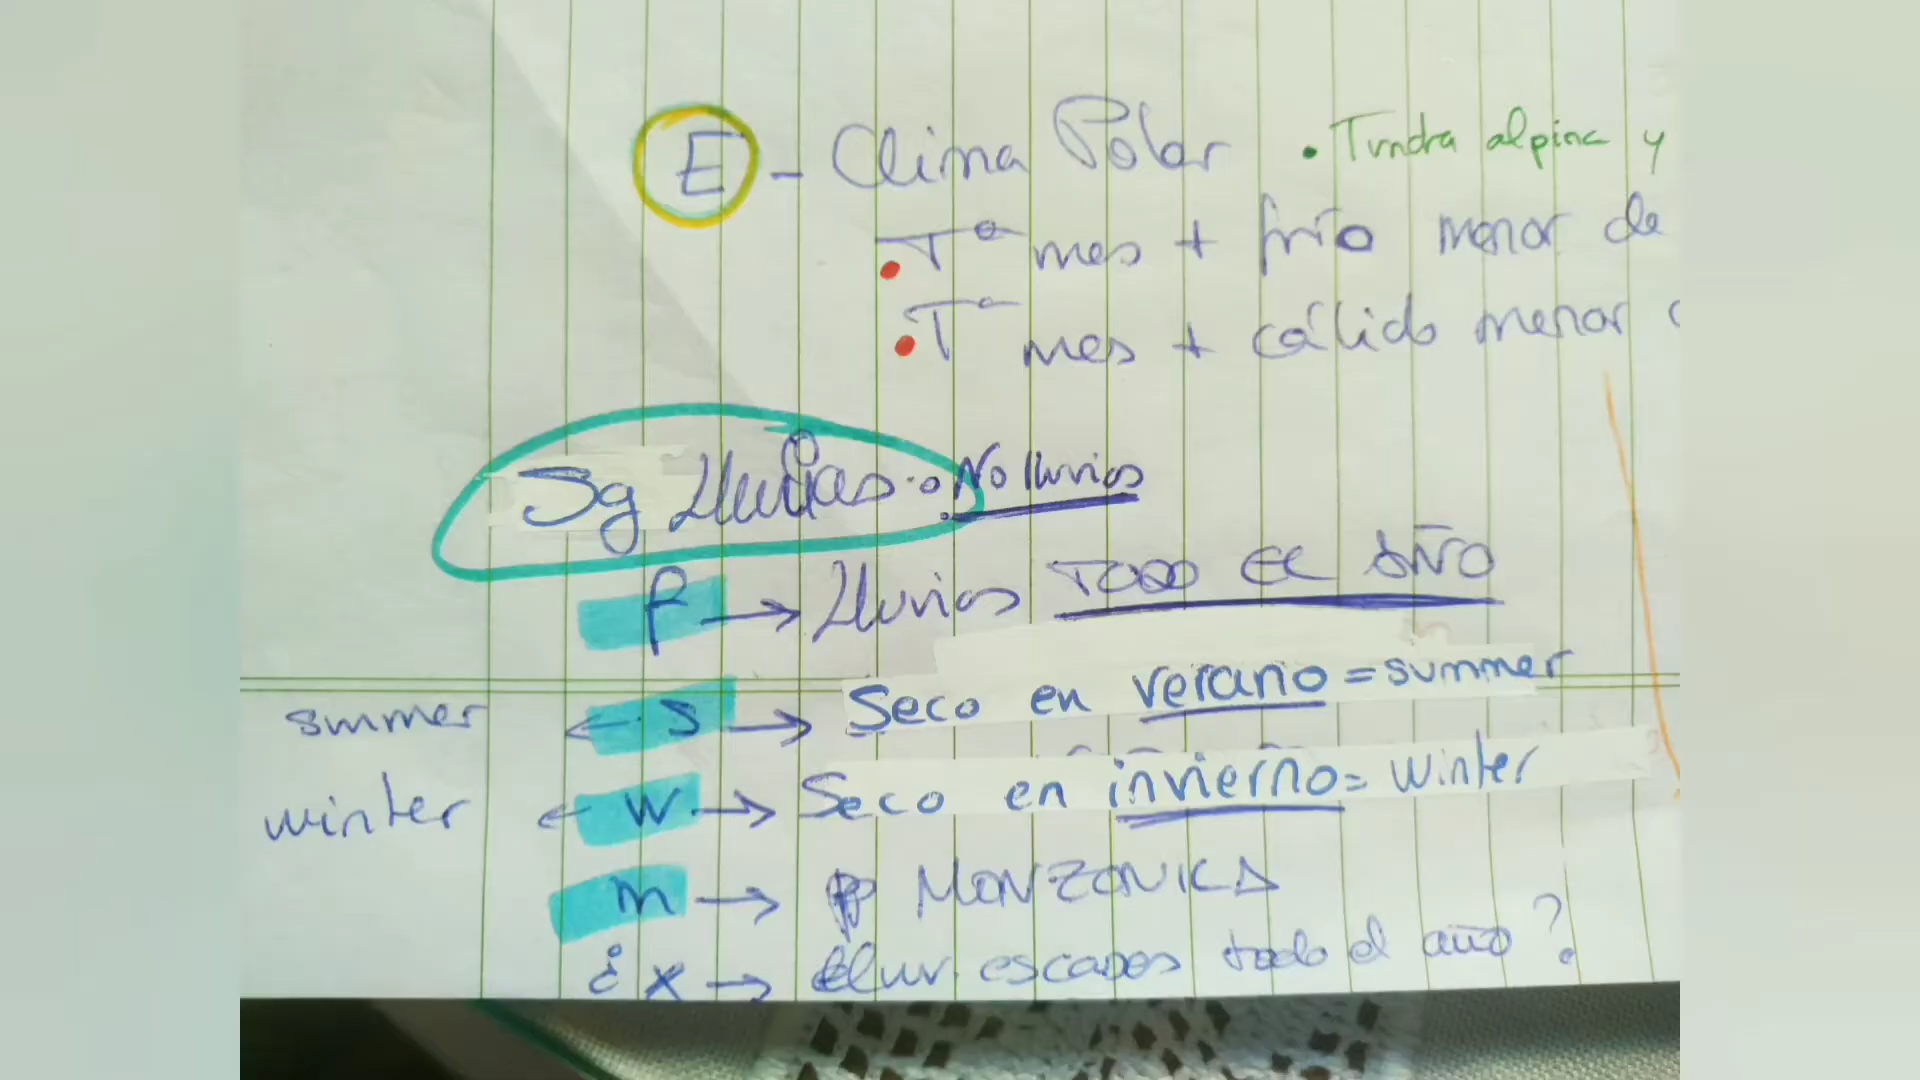 E - Clima Polar • Tundra alpina y
• Tª mes + frío menor de
• Tª mes + cálido menor
Sg Lluvias. o No lluvias
f → Lluvias TODO EL AÑO
summer ← s → Seco en verano = summer
winter ← w → Seco en invierno = winter
m → MONZONICA
¿ x → lluv. escasas todo el año?